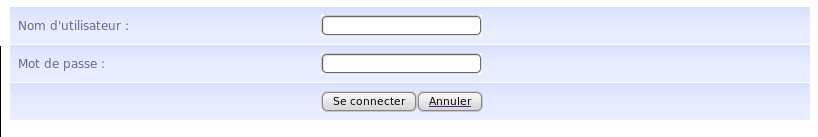 Nom d'utilisateur :
Mot de passe :
Se connecter Annuler